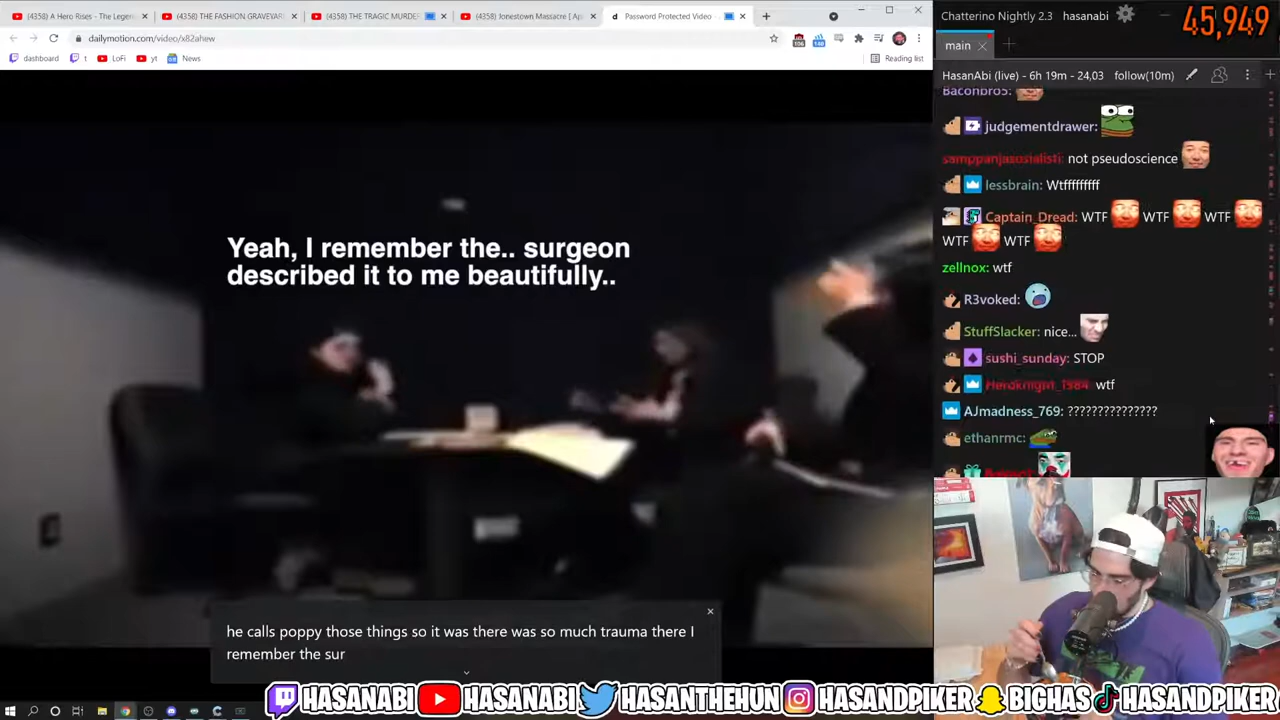 (4358) A Hero Rises - The Legen
(4358) THE FASHION GRAVEYAR
(4358) THE TRAGIC MURDER
(4358) Jonestown Massacre [ Ap
Password Protected Video -
dailymotion.com/video/x82ahew
dashboard
t
LoFi
yt
News
Reading list
Yeah, I remember the.. surgeon
described it to me beautifully..
he calls poppy those things so it was there was so much trauma there I
remember the sur
Chatterino Nightly 2.3
hasanabi
45,949
main
HasanAbi (live) - 6h 19m - 24,03
follow(10m)
Baconbro5:
judgementdrawer:
samppanjasosialisti: not pseudoscience
lessbrain: Wtfffffffff
Captain_Dread: WTF WTF WTF
WTF WTF
zellnox: wtf
R3voked:
StuffSlacker: nice...
sushi_sunday: STOP
Heroknight_1984: wtf
AJmadness_769: ???????????????
ethanrmc:
HASANABI
HASANABI
HASANTHEHUN
HASANDPIKER
BIGHAS
HASANDPIKER